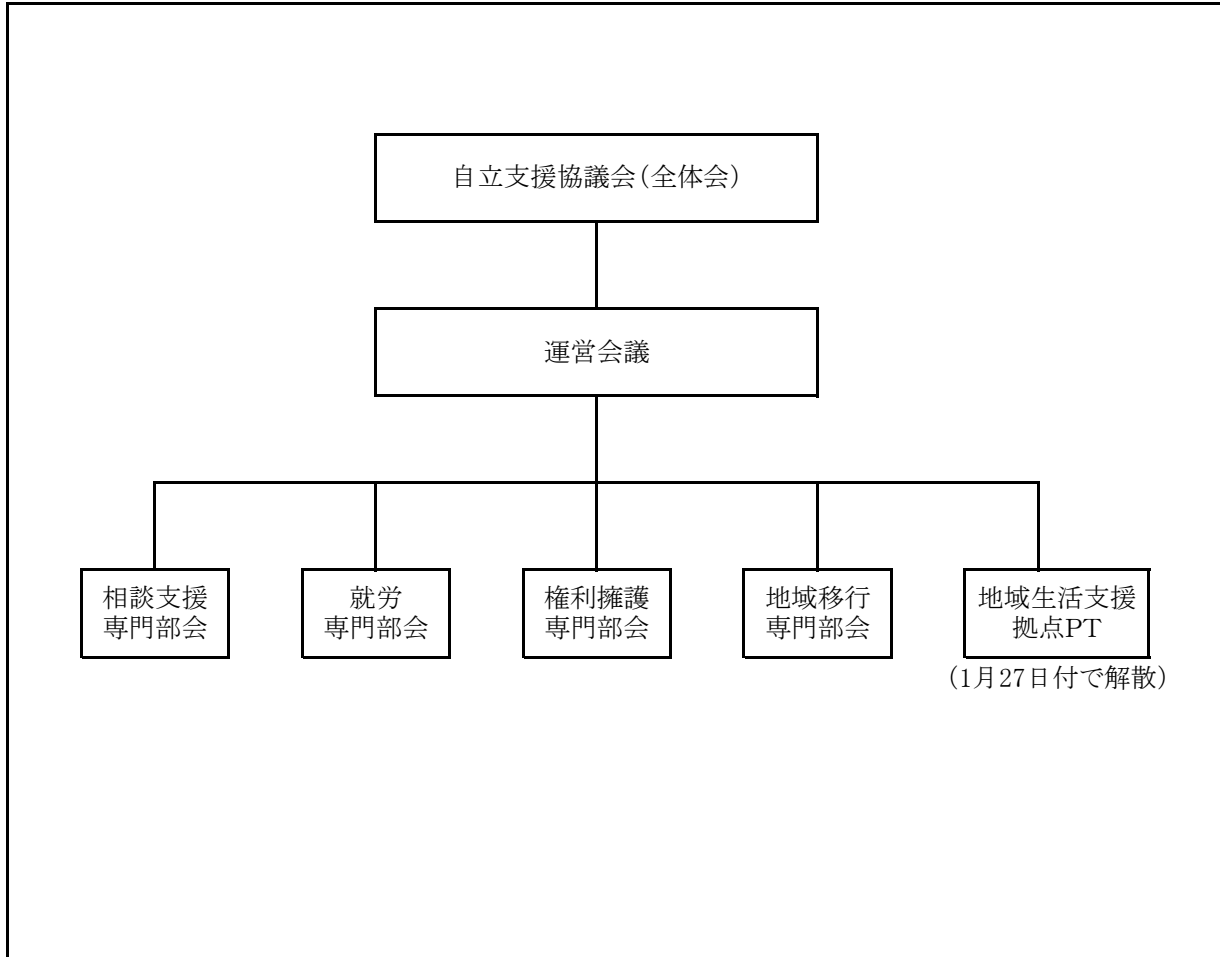 自立支援協議会(全体会)
運営会議
相談支援
専門部会
就労
専門部会
権利擁護
専門部会
地域移行
専門部会
地域生活支援
拠点PT
(1月27日付で解散)